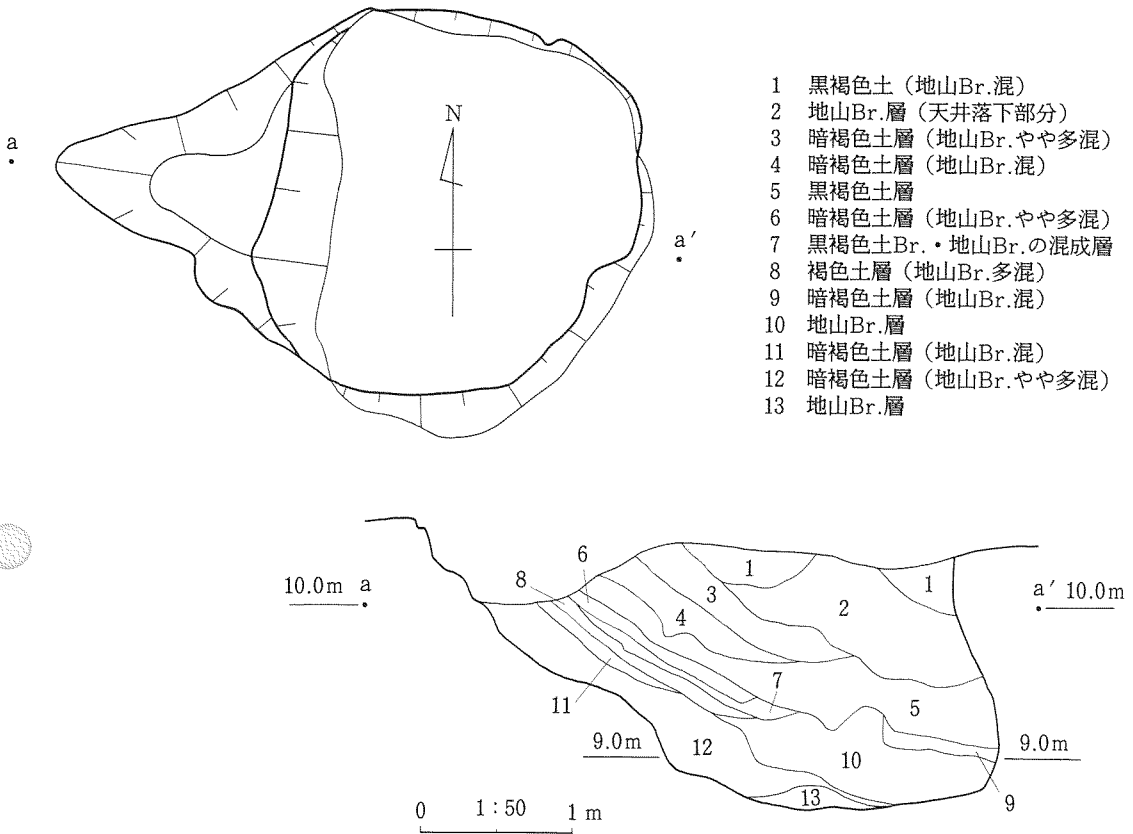 N
a
a′
1 黒褐色土（地山Br.混）
2 地山Br.層（天井落下部分）
3 暗褐色土層（地山Br.やや多混）
4 暗褐色土層（地山Br.混）
5 黒褐色土層
6 暗褐色土層（地山Br.やや多混）
7 黒褐色土Br.・地山Br.の混成層
8 褐色土層（地山Br.多混）
9 暗褐色土層（地山Br.混）
10 地山Br.層
11 暗褐色土層（地山Br.混）
12 暗褐色土層（地山Br.やや多混）
13 地山Br.層
10.0m a
8
6
1
3
4
2
1
a′ 10.0m
11
7
5
9.0m
12
10
9.0m
13
9
0 1:50 1 m